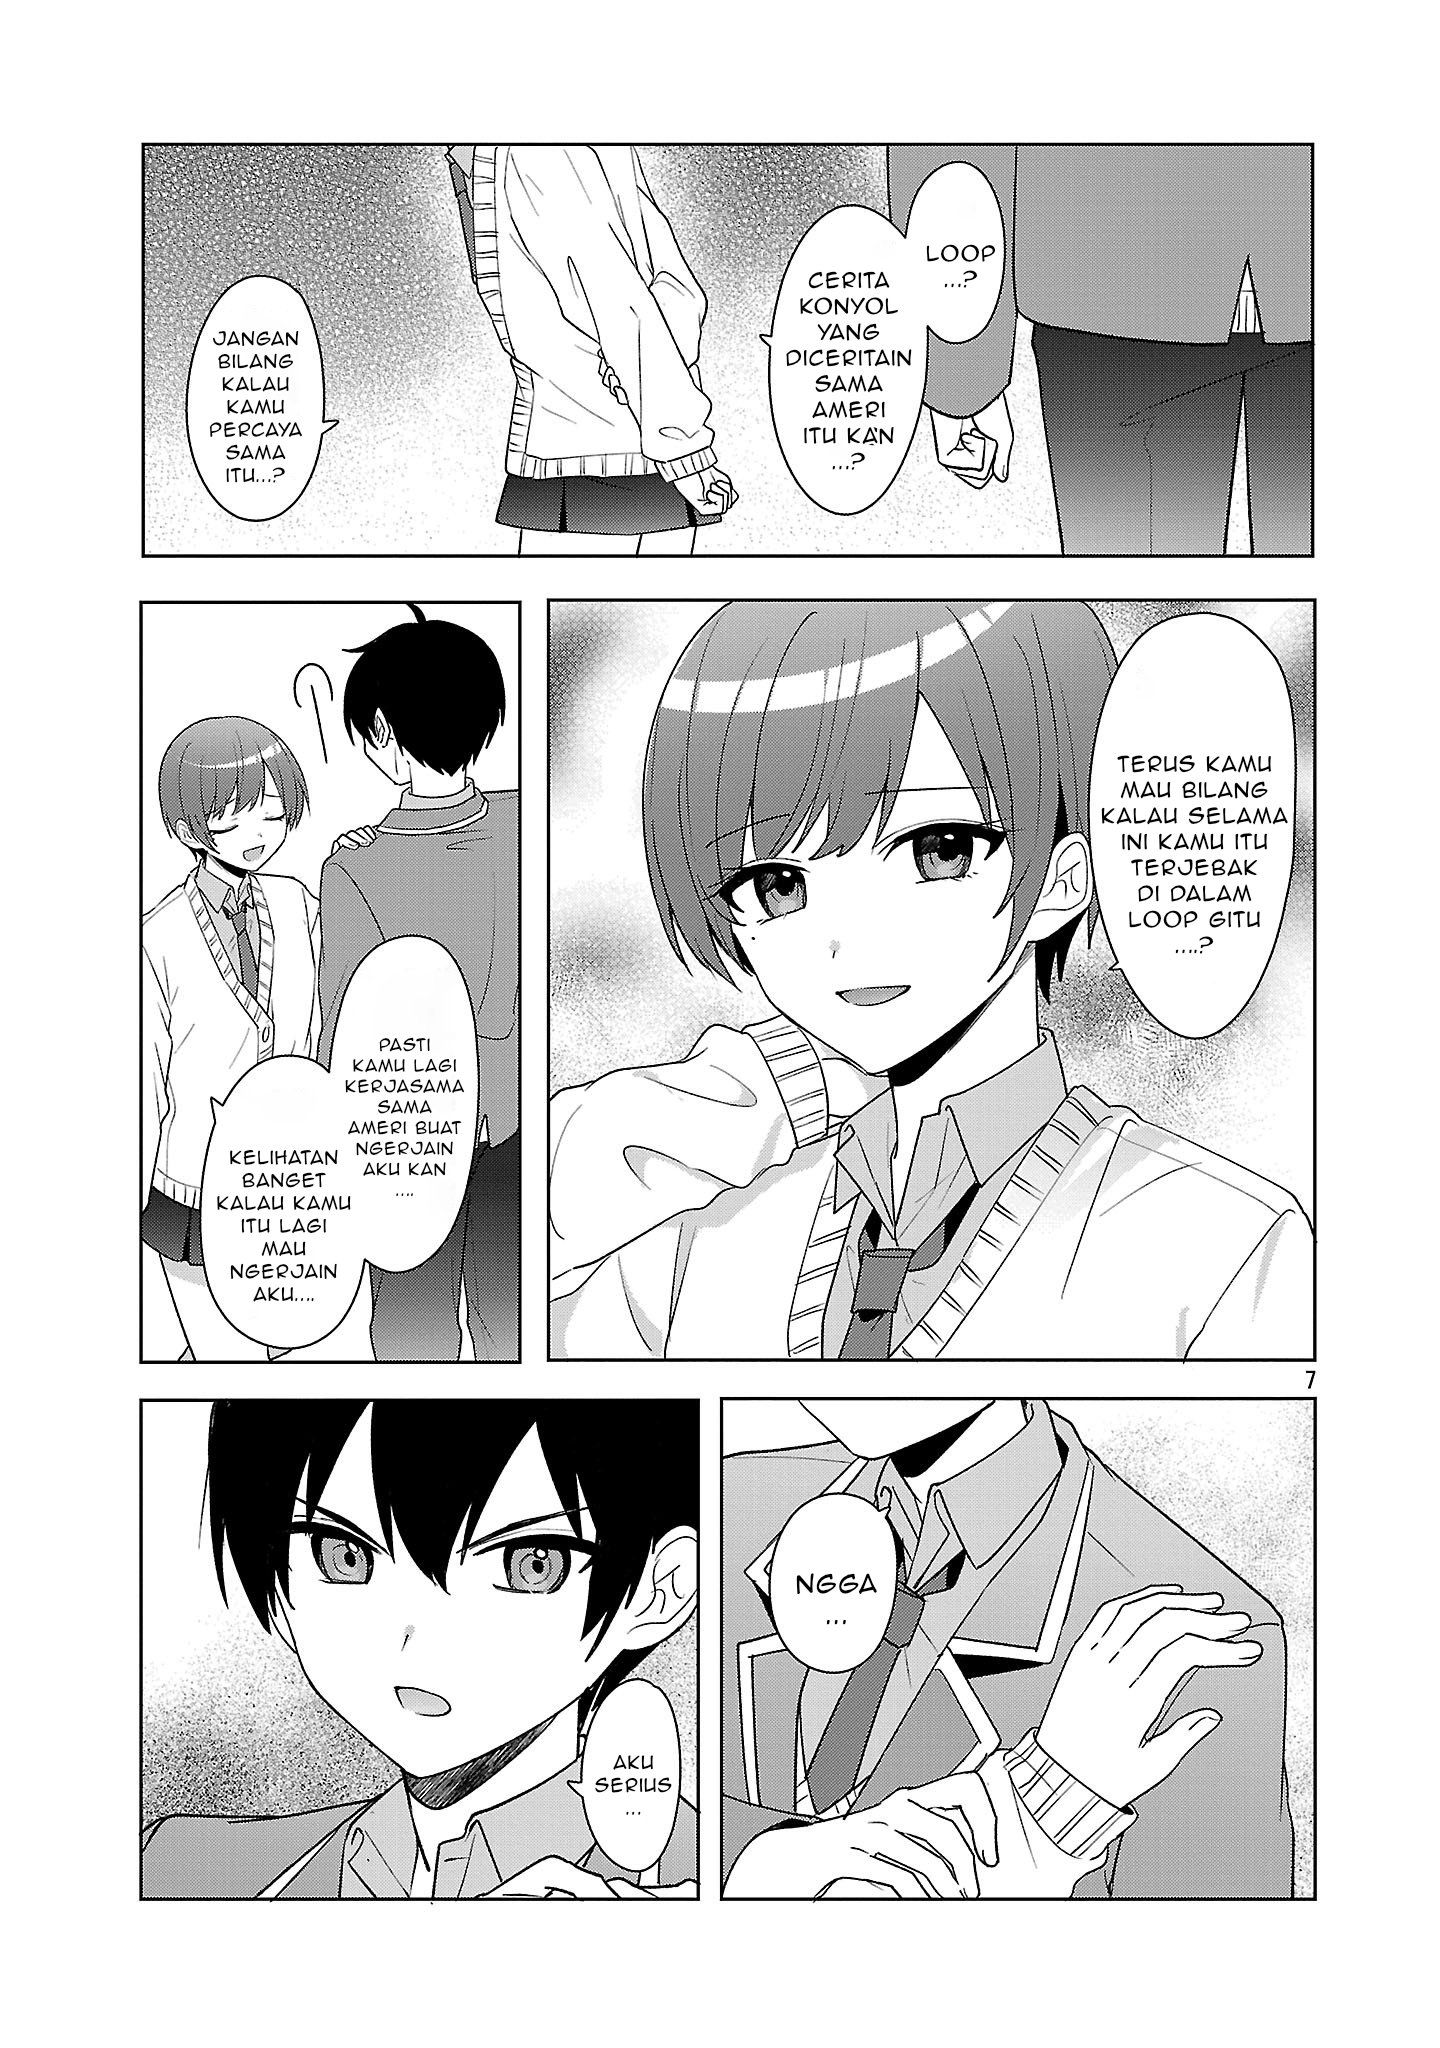 LOOP
...?
CERITA
KONYOL
YANG
DICERITAIN
SAMA
AMERI
ITU KAN
...?
JANGAN
BILANG
KALAU
KAMU
PERCAYA
SAMA
ITU...?
TERUS KAMU
MAU BILANG
KALAU SELAMA
INI KAMU ITU
TERJEBAK
DI DALAM
LOOP GITU
....?
PASTI
KAMU LAGI
KERJASAMA
SAMA
AMERI BUAT
NGERJAIN
AKU KAN
....
KELIHATAN
BANGET
KALAU KAMU
ITU LAGI
MAU
NGERJAIN
AKU....
7
NGGA
...
AKU
SERIUS
...